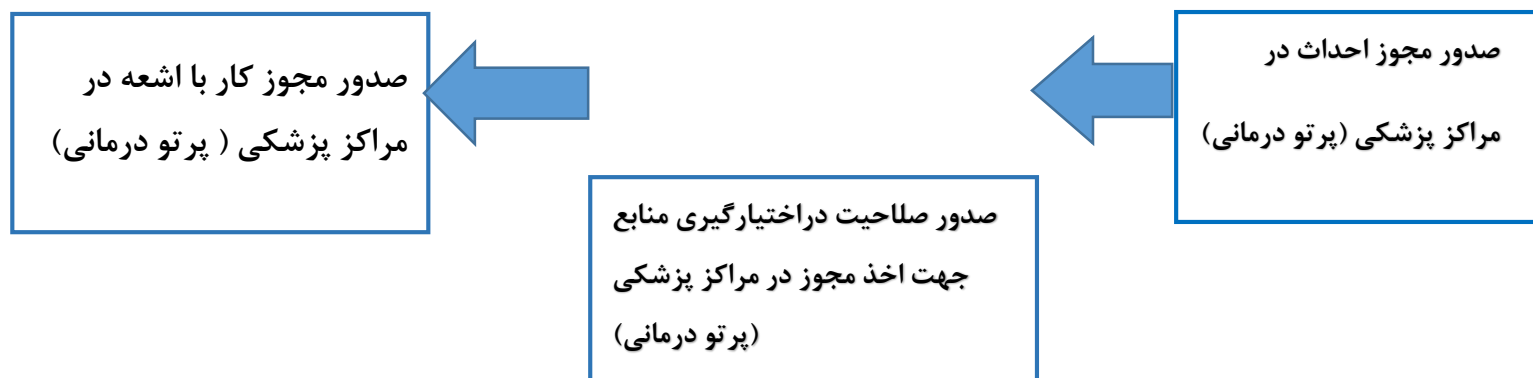 صدور مجوز احداث در
مراکز پزشکی (پرتو درمانی)
صدور صلاحیت دراختیارگیری منابع
جهت اخذ مجوز در مراکز پزشکی
(پرتو درمانی)
صدور مجوز کار با اشعه در
مراکز پزشکی ( پرتو درمانی)